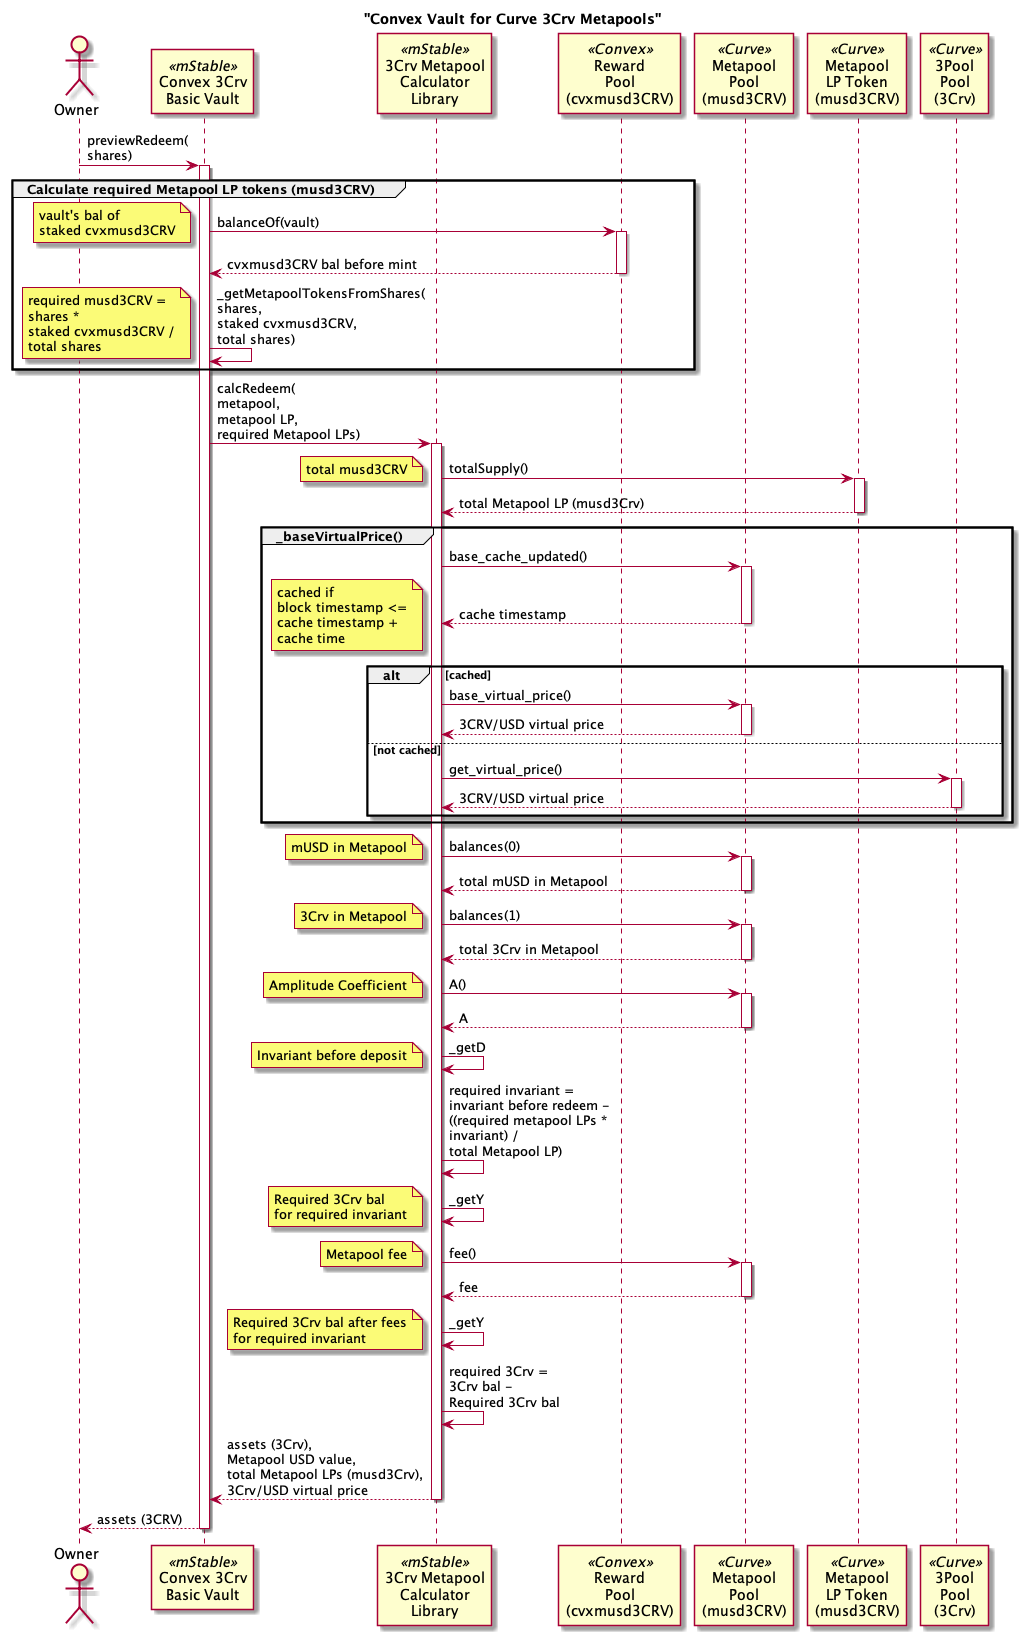 "Convex Vault for Curve 3Crv Metapools"
Owner
«mStable»
Convex 3Crv
Basic Vault
«mStable»
3Crv Metapool
Calculator
Library
«Convex»
Reward
Pool
(cvxmusd3CRV)
«Curve»
Metapool
Pool
(musd3CRV)
«Curve»
Metapool
LP Token
(musd3CRV)
«Curve»
3Pool
Pool
(3Crv)
previewRedeem(
shares)
Calculate required Metapool LP tokens (musd3CRV)
vault's bal of
staked cvxmusd3CRV
balanceOf(vault)
cvxmusd3CRV bal before mint
required musd3CRV =
shares *
staked cvxmusd3CRV /
total shares
_getMetapoolTokensFromShares(
shares,
staked cvxmusd3CRV,
total shares)
calcRedeem(
metapool,
metapool LP,
required Metapool LPs)
total musd3CRV
totalSupply()
total Metapool LP (musd3Crv)
_baseVirtualPrice()
base_cache_updated()
cached if
block timestamp <=
cache timestamp +
cache time
cache timestamp
alt
[cached]
base_virtual_price()
3CRV/USD virtual price
[not cached]
get_virtual_price()
3CRV/USD virtual price
mUSD in Metapool
balances(0)
total mUSD in Metapool
3Crv in Metapool
balances(1)
total 3Crv in Metapool
Amplitude Coefficient
A()
A
Invariant before deposit
_getD
required invariant =
invariant before redeem -
((required metapool LPs *
invariant) /
total Metapool LP)
Required 3Crv bal
for required invariant
_getY
Metapool fee
fee()
fee
Required 3Crv bal after fees
for required invariant
_getY
required 3Crv =
3Crv bal -
Required 3Crv bal
assets (3Crv),
Metapool USD value,
total Metapool LPs (musd3Crv),
3Crv/USD virtual price
assets (3CRV)
Owner
«mStable»
Convex 3Crv
Basic Vault
«mStable»
3Crv Metapool
Calculator
Library
«Convex»
Reward
Pool
(cvxmusd3CRV)
«Curve»
Metapool
Pool
(musd3CRV)
«Curve»
Metapool
LP Token
(musd3CRV)
«Curve»
3Pool
Pool
(3Crv)